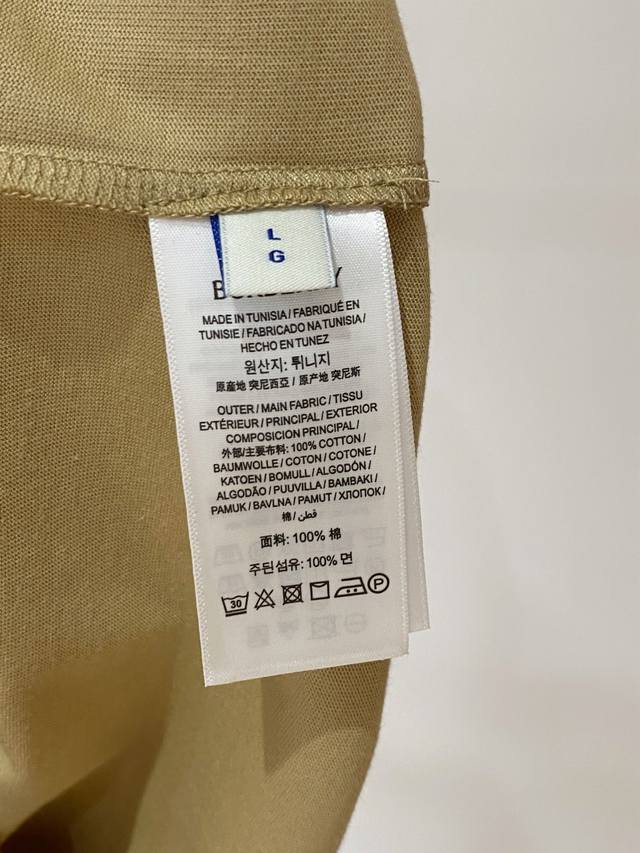 L
G
BURBERRY
MADE IN TUNISIA / FABRIQUÉ EN
TUNISIE / FABRICADO NA TUNISIA /
HECHO EN TUNEZ
원산지: 튀니지
原産地 突尼西亞 / 原产地 突尼斯
OUTER / MAIN FABRIC / TISSU
EXTÉRIEUR / PRINCIPAL / EXTERIOR
COMPOSICION PRINCIPAL /
外部/主要布料: 100% COTTON /
BAUMWOLLE / COTON / COTONE /
KATOEN / BOMULL / ALGODÓN /
ALGODÃO / PUUVILLA / BAMBAKI /
PAMUK / BAVLNA / PAMUT / ХЛОПОК /
棉 / قطن /
面料: 100% 棉
주된섬유: 100% 면
30 P